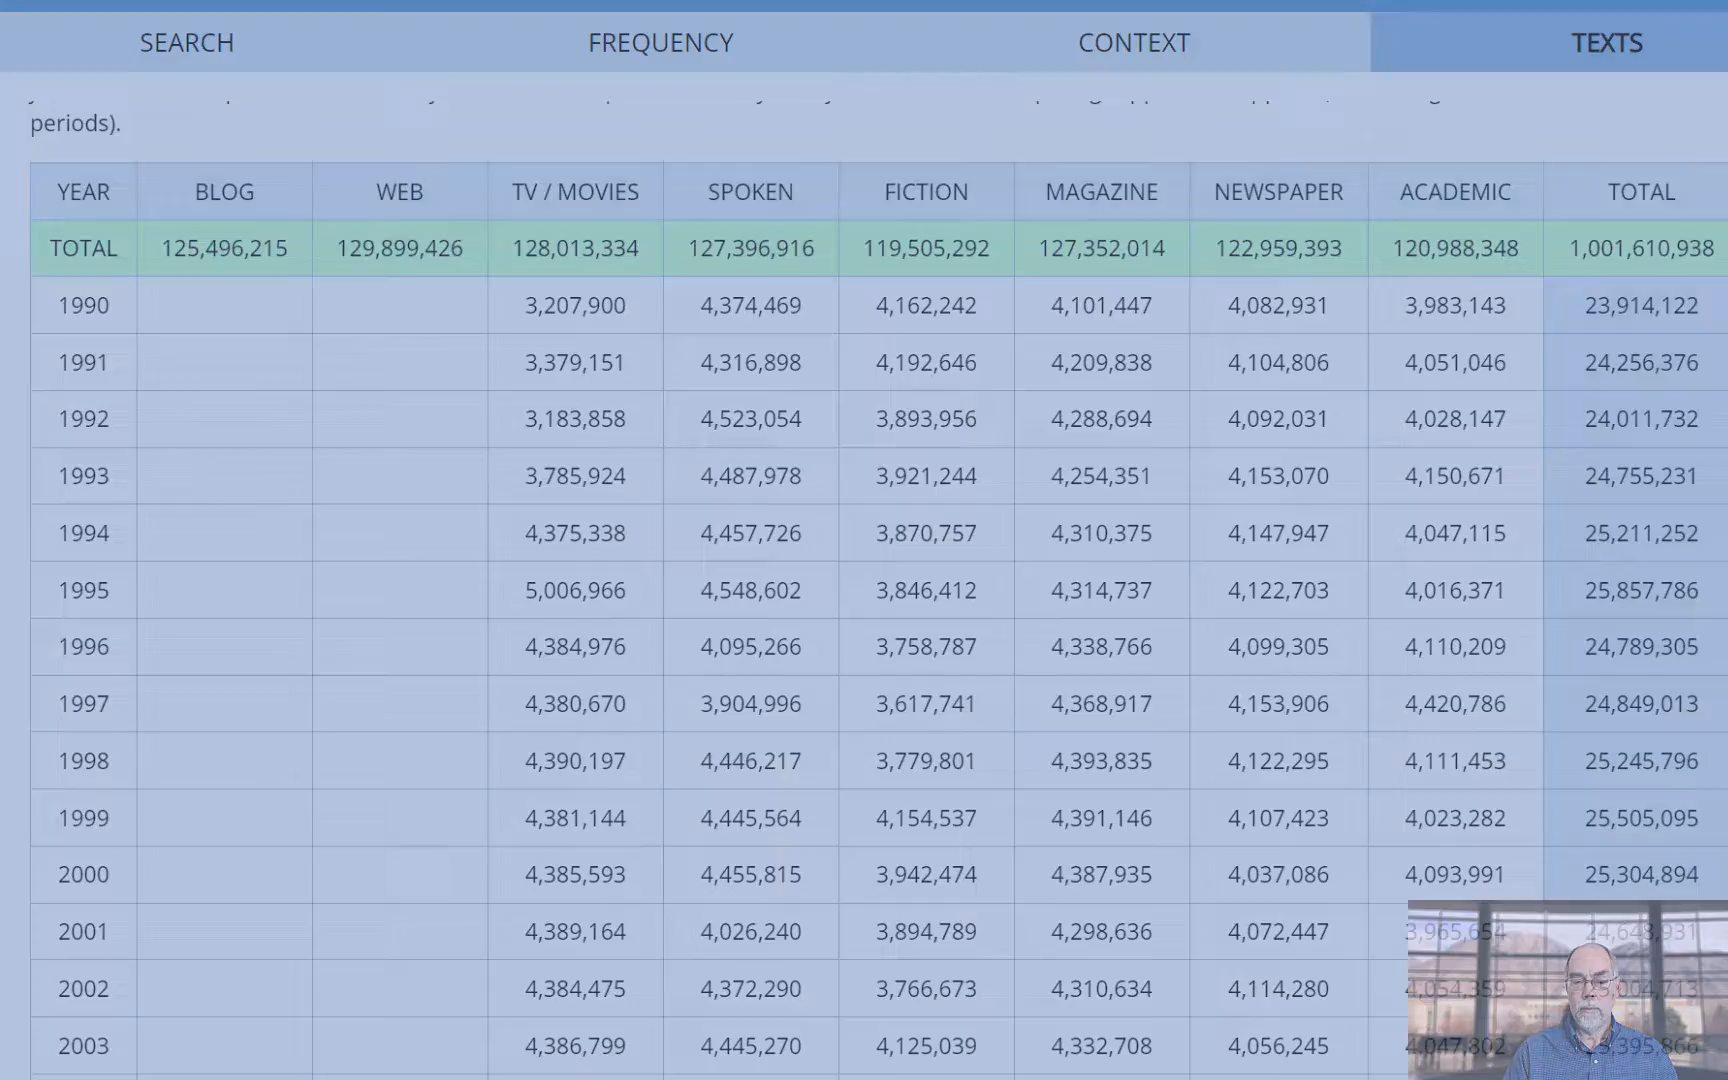 SEARCH FREQUENCY CONTEXT TEXTS
periods).
YEAR BLOG WEB TV / MOVIES SPOKEN FICTION MAGAZINE NEWSPAPER ACADEMIC TOTAL
TOTAL 125,496,215 129,899,426 128,013,334 127,396,916 119,505,292 127,352,014 122,959,393 120,988,348 1,001,610,938
1990 3,207,900 4,374,469 4,162,242 4,101,447 4,082,931 3,983,143 23,914,122
1991 3,379,151 4,316,898 4,192,646 4,209,838 4,104,806 4,051,046 24,256,376
1992 3,183,858 4,523,054 3,893,956 4,288,694 4,092,031 4,028,147 24,011,732
1993 3,785,924 4,487,978 3,921,244 4,254,351 4,153,070 4,150,671 24,755,231
1994 4,375,338 4,457,726 3,870,757 4,310,375 4,147,947 4,047,115 25,211,252
1995 5,006,966 4,548,602 3,846,412 4,314,737 4,122,703 4,016,371 25,857,786
1996 4,384,976 4,095,266 3,758,787 4,338,766 4,099,305 4,110,209 24,789,305
1997 4,380,670 3,904,996 3,617,741 4,368,917 4,153,906 4,420,786 24,849,013
1998 4,390,197 4,446,217 3,779,801 4,393,835 4,122,295 4,111,453 25,245,796
1999 4,381,144 4,445,564 4,154,537 4,391,146 4,107,423 4,023,282 25,505,095
2000 4,385,593 4,455,815 3,942,474 4,387,935 4,037,086 4,093,991 25,304,894
2001 4,389,164 4,026,240 3,894,789 4,298,636 4,072,447 3,965,654
2002 4,384,475 4,372,290 3,766,673 4,310,634 4,114,280 4,054,359
2003 4,386,799 4,445,270 4,125,039 4,332,708 4,056,245 4,047,802